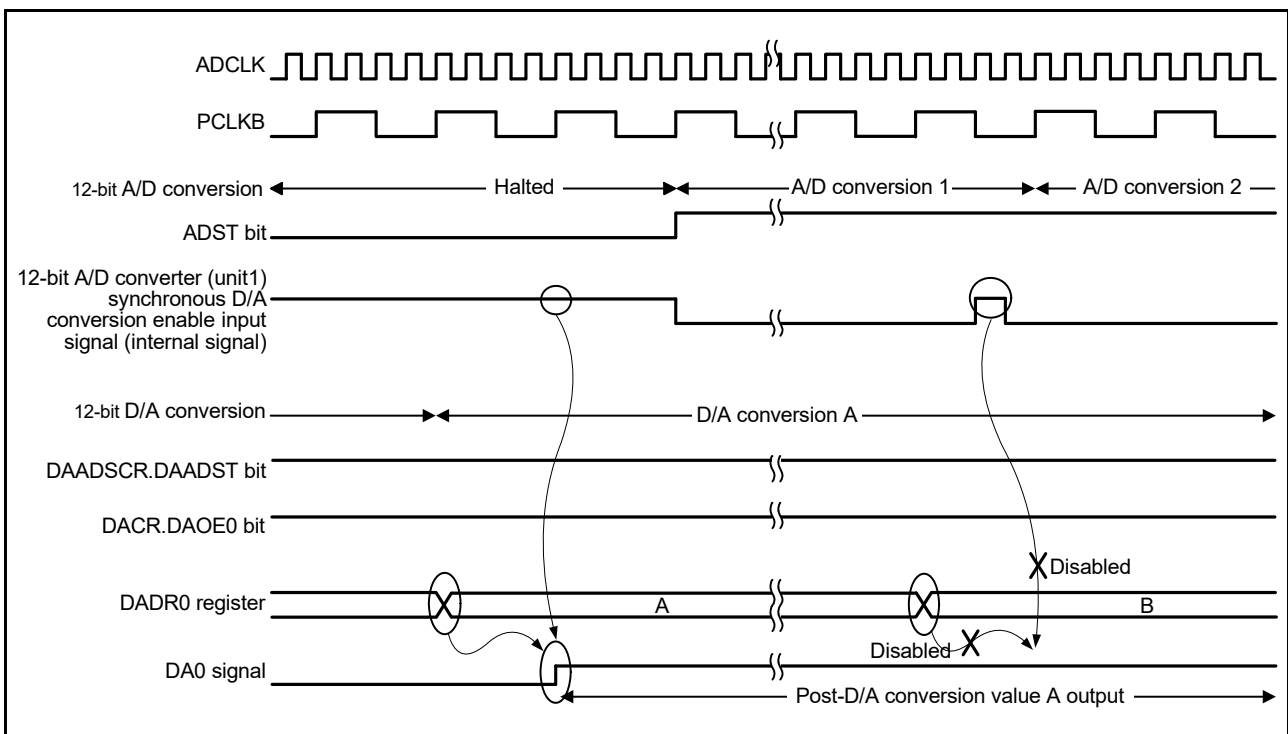 ADCLK
PCLKB
12-bit A/D conversion
Halted
A/D conversion 1
A/D conversion 2
ADST bit
12-bit A/D converter (unit1)
synchronous D/A
conversion enable input
signal (internal signal)
12-bit D/A conversion
D/A conversion A
DAADSCR.DAADST bit
DACR.DAOE0 bit
Disabled
DADR0 register
A
B
Disabled
DA0 signal
Post-D/A conversion value A output